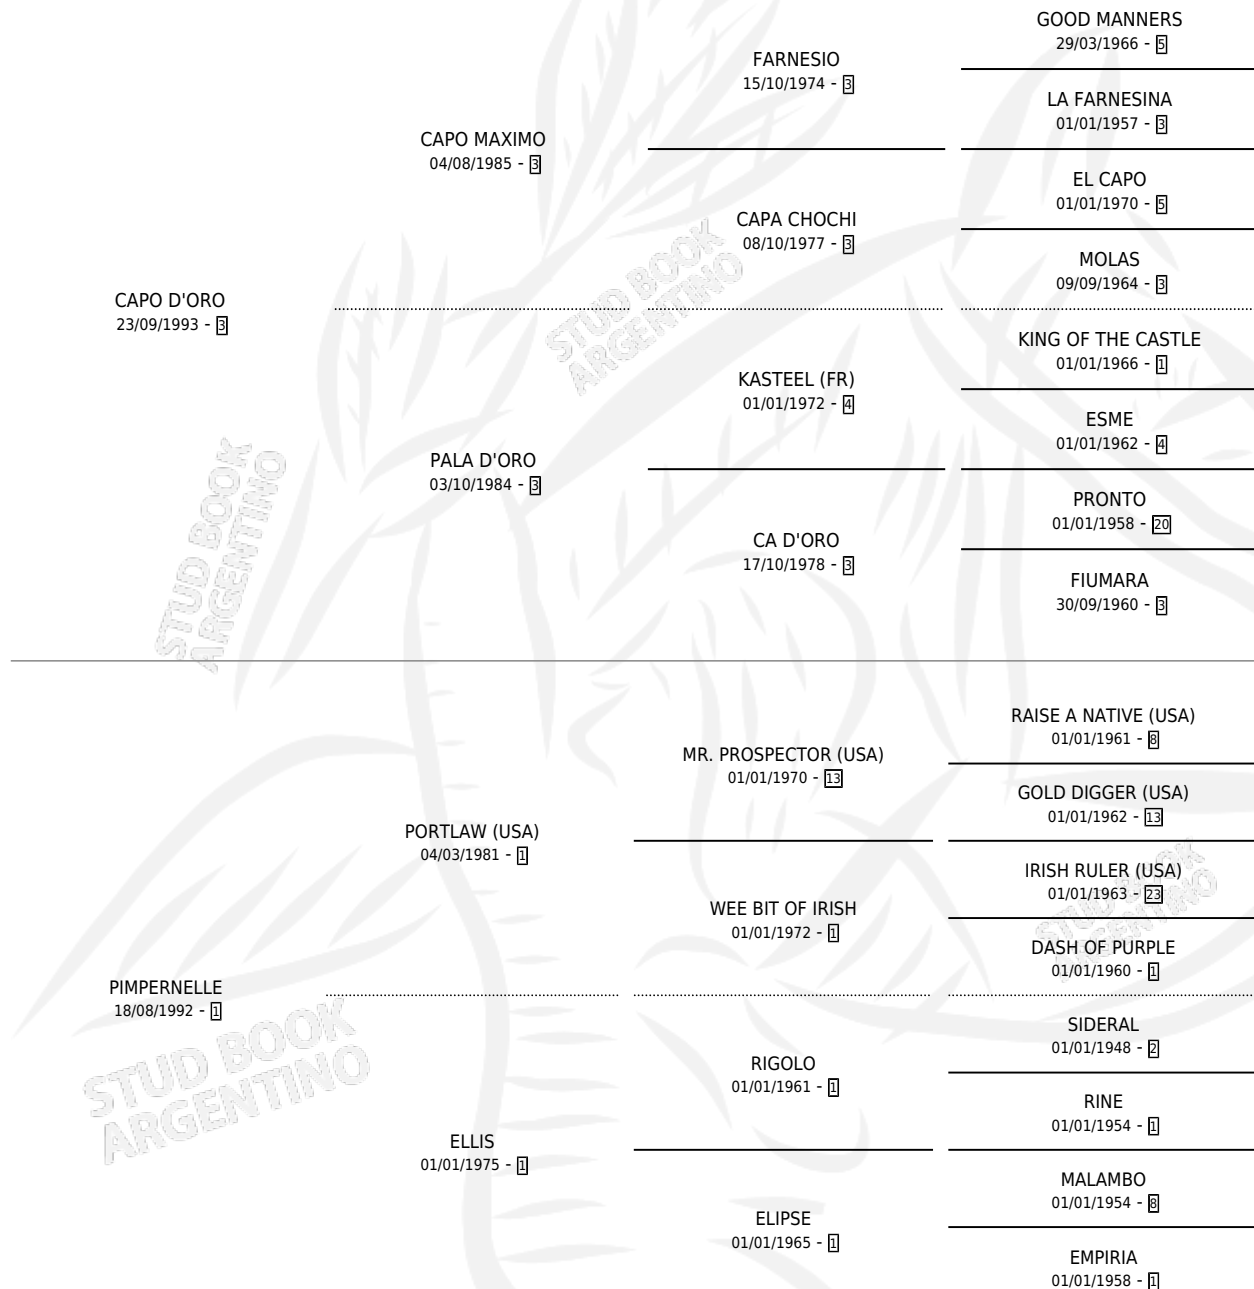 GOOD MANNERS
29/03/1966 - 5
FARNESIO
15/10/1974 - 3
LA FARNESINA
01/01/1957 - 3
CAPO MAXIMO
04/08/1985 - 3
EL CAPO
01/01/1970 - 5
CAPA CHOCHI
08/10/1977 - 3
MOLAS
09/09/1964 - 3
CAPO D'ORO
23/09/1993 - 3
KING OF THE CASTLE
01/01/1966 - 1
KASTEEL (FR)
01/01/1972 - 4
ESME
01/01/1962 - 4
PALA D'ORO
03/10/1984 - 3
PRONTO
01/01/1958 - 20
CA D'ORO
17/10/1978 - 3
FIUMARA
30/09/1960 - 3
STUD BOOK
ARGENTINO
STUD BOOK
ARGENTINO
RAISE A NATIVE (USA)
01/01/1961 - 8
MR. PROSPECTOR (USA)
01/01/1970 - 13
GOLD DIGGER (USA)
01/01/1962 - 13
PORTLAW (USA)
04/03/1981 - 1
IRISH RULER (USA)
01/01/1963 - 23
WEE BIT OF IRISH
01/01/1972 - 1
DASH OF PURPLE
01/01/1960 - 1
PIMPERNELLE
18/08/1992 - 1
SIDERAL
01/01/1948 - 2
RIGOLO
01/01/1961 - 1
RINE
01/01/1954 - 1
ELLIS
01/01/1975 - 1
MALAMBO
01/01/1954 - 8
ELIPSE
01/01/1965 - 1
EMPIRIA
01/01/1958 - 1
STUD BOOK
ARGENTINO
STUD BOOK
ARGENTINO